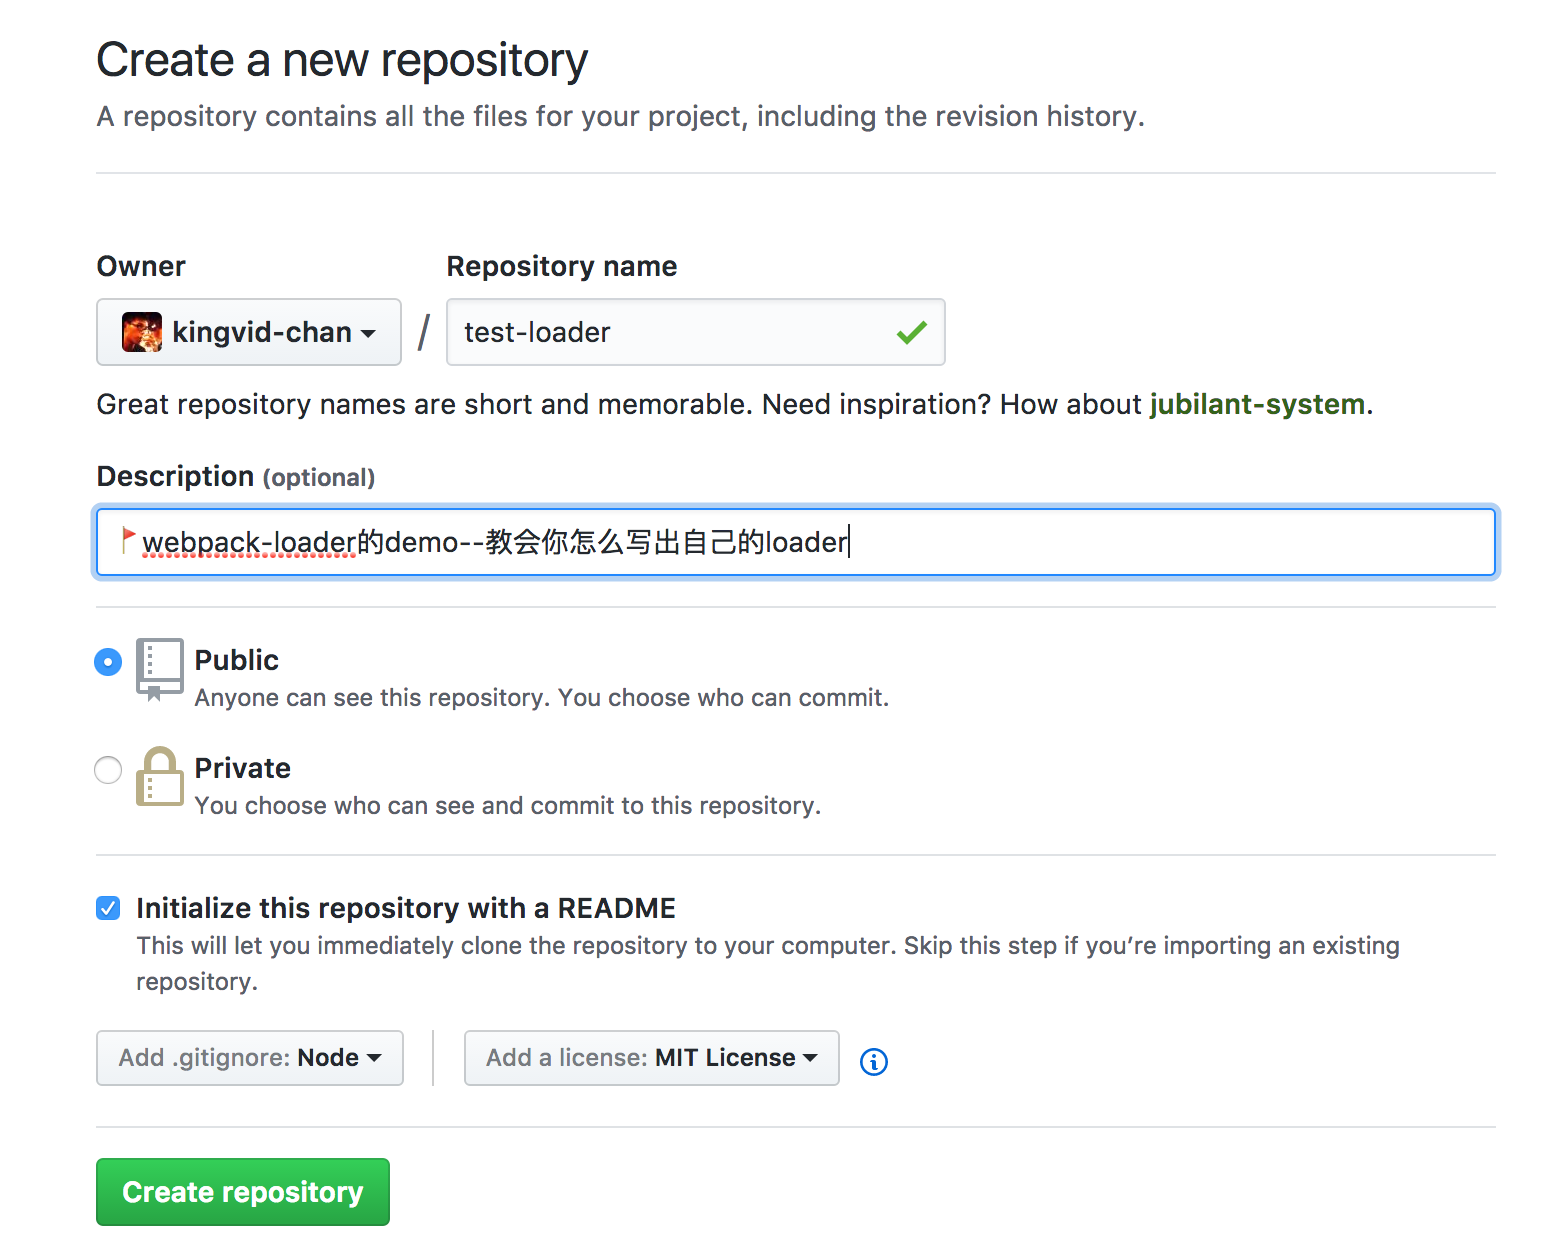 Create a new repository
A repository contains all the files for your project, including the revision history.
Owner
Repository name
kingvid-chan / test-loader
Great repository names are short and memorable. Need inspiration? How about jubilant-system.
Description (optional)
🚩webpack-loader的demo--教会你怎么写出自己的loader
Public
Anyone can see this repository. You choose who can commit.
Private
You choose who can see and commit to this repository.
Initialize this repository with a README
This will let you immediately clone the repository to your computer. Skip this step if you’re importing an existing
repository.
Add .gitignore: Node
Add a license: MIT License
Create repository